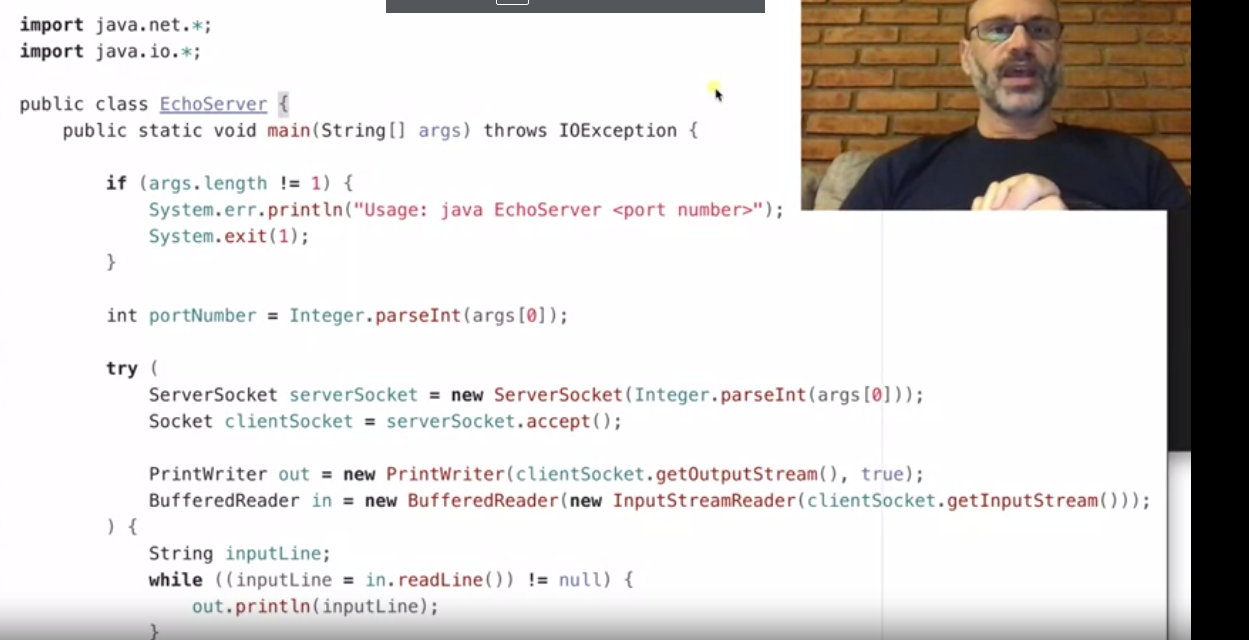 import java.net.*;
import java.io.*;
public class EchoServer {
public static void main(String[] args) throws IOException {
if (args.length != 1) {
System.err.println("Usage: java EchoServer <port number>");
System.exit(1);
}
int portNumber = Integer.parseInt(args[0]);
try (
ServerSocket serverSocket = new ServerSocket(Integer.parseInt(args[0]));
Socket clientSocket = serverSocket.accept();
PrintWriter out = new PrintWriter(clientSocket.getOutputStream(), true);
BufferedReader in = new BufferedReader(new InputStreamReader(clientSocket.getInputStream()));
) {
String inputLine;
while ((inputLine = in.readLine()) != null) {
out.println(inputLine);
}